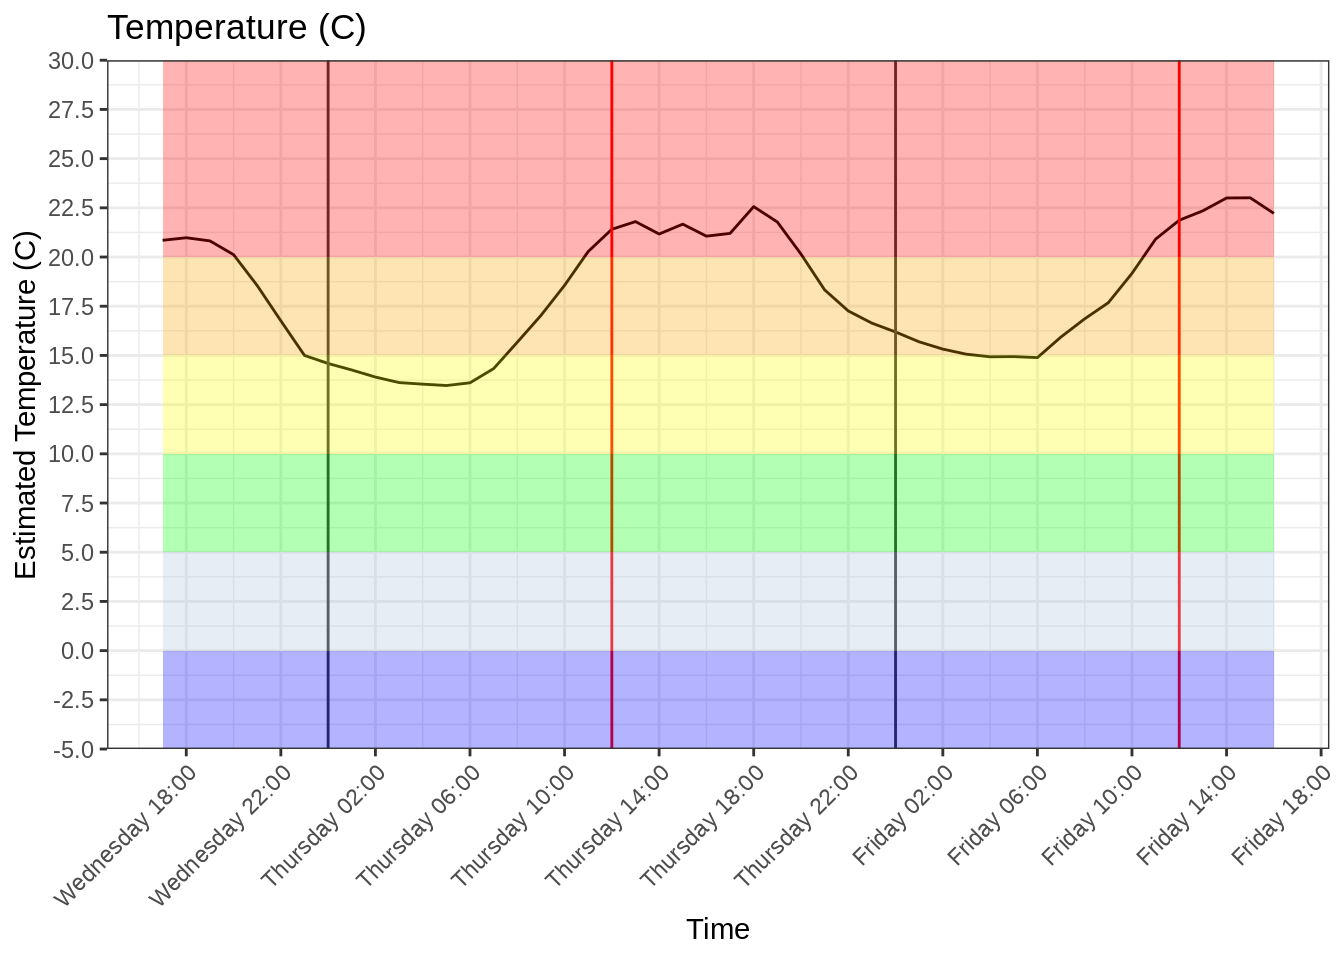 Temperature (C)
Estimated Temperature (C)
30.0
27.5
25.0
22.5
20.0
17.5
15.0
12.5
10.0
7.5
5.0
2.5
0.0
-2.5
-5.0
Wednesday 18:00
Wednesday 22:00
Thursday 02:00
Thursday 06:00
Thursday 10:00
Thursday 14:00
Thursday 18:00
Thursday 22:00
Friday 02:00
Friday 06:00
Friday 10:00
Friday 14:00
Friday 18:00
Time